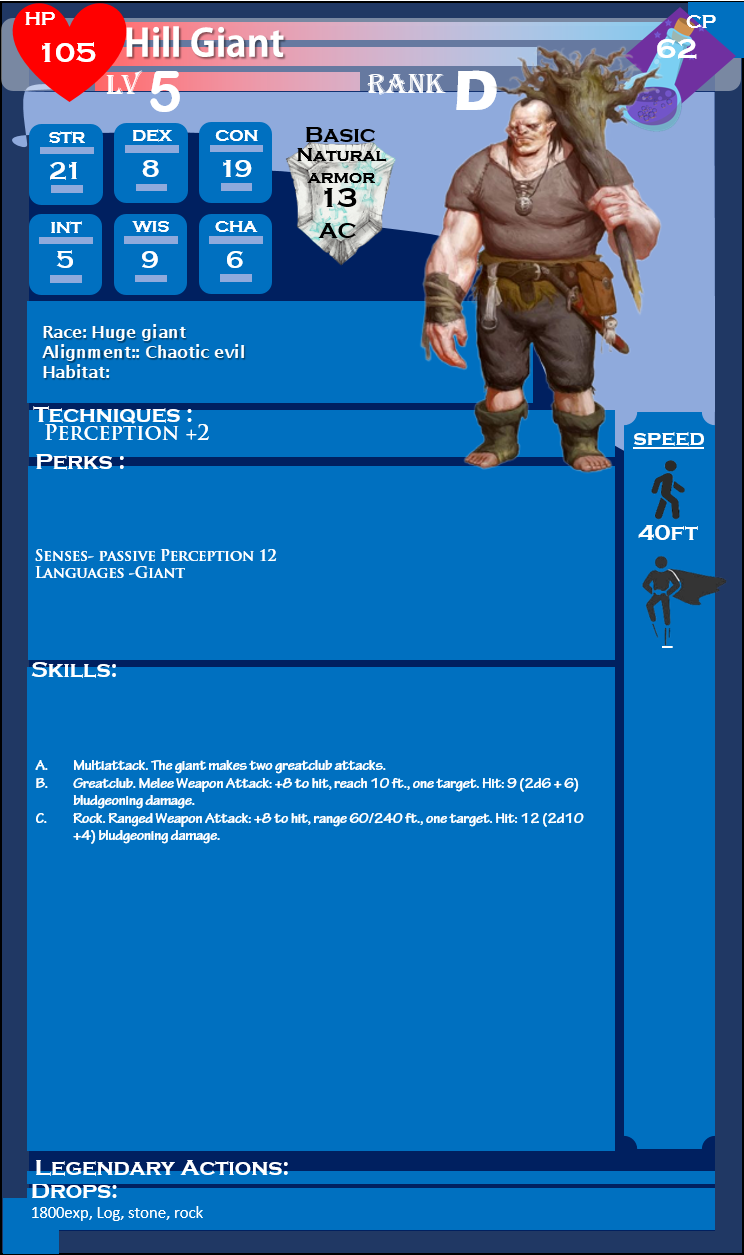 HP
105
Hill Giant
CP
62
LV 5
RANK D
STR
21
DEX
8
CON
19
INT
5
WIS
9
CHA
6
Basic
Natural
armor
13
AC
Race: Huge giant
Alignment:: Chaotic evil
Habitat:
Techniques :
Perception +2
Perks :
Senses- passive Perception 12
Languages -Giant
SPEED
40FT
–
Skills:
A. Multiattack. The giant makes two greatclub attacks.
B. Greatclub. Melee Weapon Attack: +8 to hit, reach 10 ft., one target. Hit: 9 (2d6 + 6)
bludgeoning damage.
C. Rock. Ranged Weapon Attack: +8 to hit, range 60/240 ft., one target. Hit: 12 (2d10
+4) bludgeoning damage.
Legendary Actions:
Drops:
1800exp, Log, stone, rock